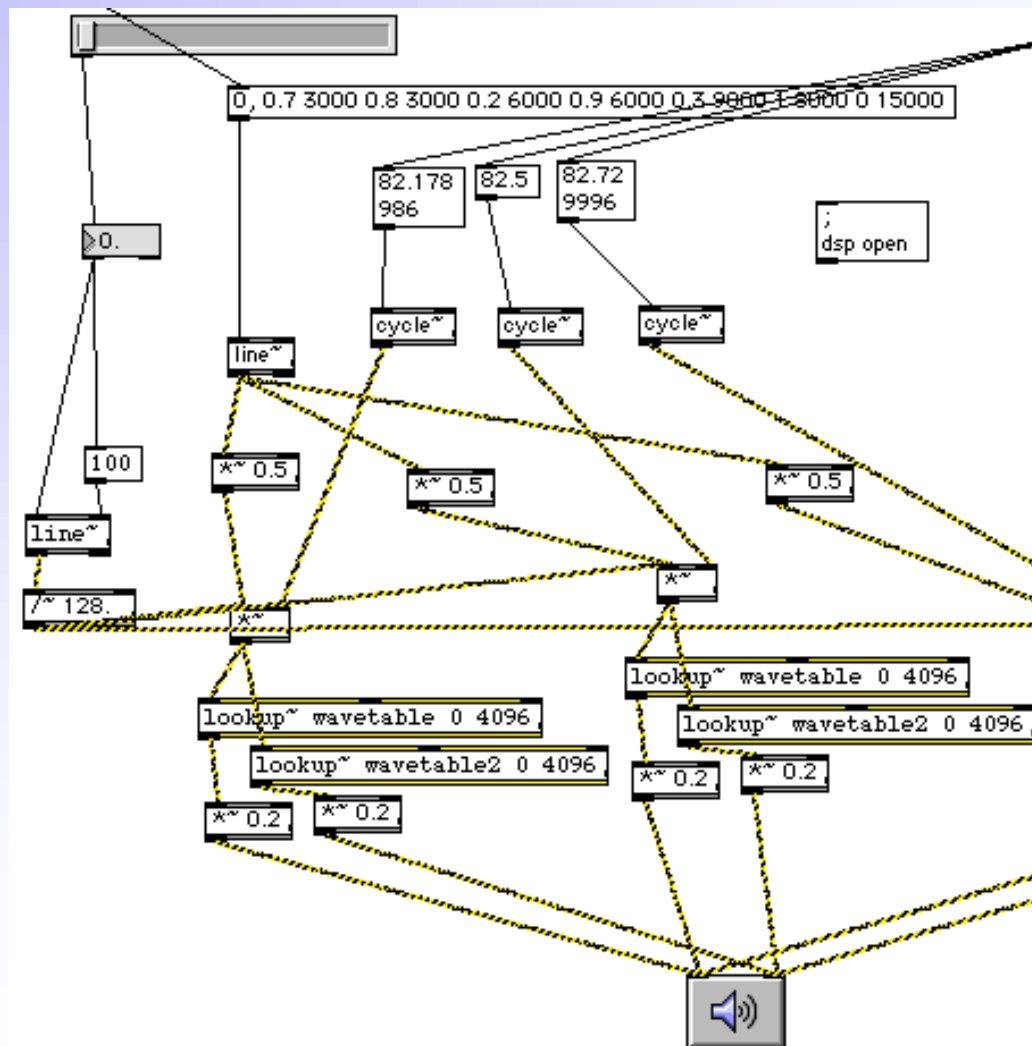 0, 0.7 3000 0.8 3000 0.2 6000 0.9 6000 0.3 9000 1 8000 0 15000
82.178
986
82.5
82.72
9996
;
dsp open
0.
cycle~
cycle~
cycle~
line~
100
*~ 0.5
*~ 0.5
*~ 0.5
line~
*~
/~ 128.
*~
lookup~ wavetable 0 4096
lookup~ wavetable 0 4096
lookup~ wavetable2 0 4096
lookup~ wavetable2 0 4096
*~ 0.2
*~ 0.2
*~ 0.2
*~ 0.2